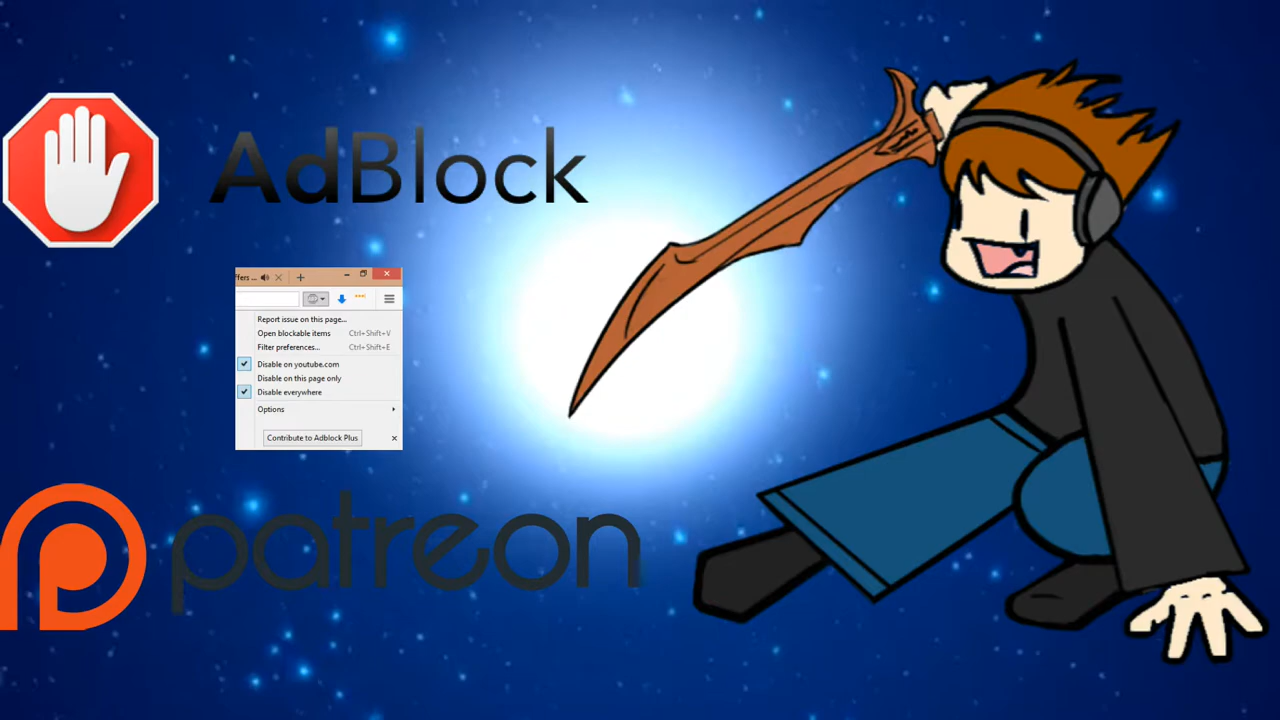 AdBlock
ffers ...
Report issue on this page...
Open blockable items Ctrl+Shift+V
Filter preferences... Ctrl+Shift+E
Disable on youtube.com
Disable on this page only
Disable everywhere
Options
Contribute to Adblock Plus
patreon